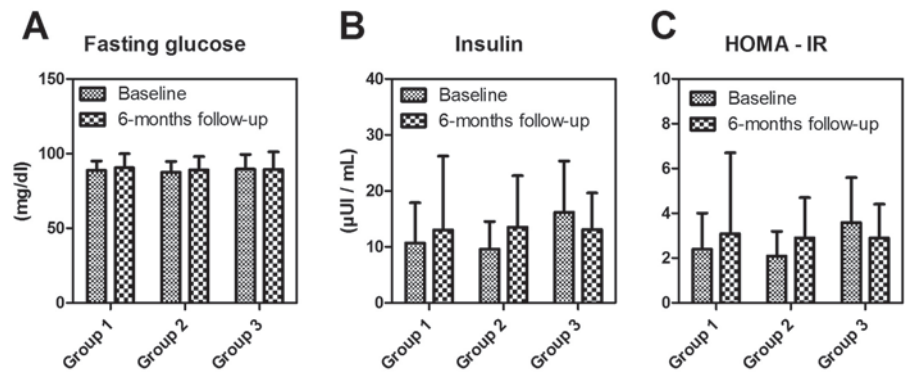 A
Fasting glucose
150
100
50
0
(mg/dl)
Baseline
6-months follow-up
Group 1
Group 2
Group 3
B
Insulin
40
30
20
10
0
(µUI / mL)
Baseline
6-months follow-up
Group 1
Group 2
Group 3
C
HOMA - IR
10
8
6
4
2
0
Baseline
6-months follow-up
Group 1
Group 2
Group 3